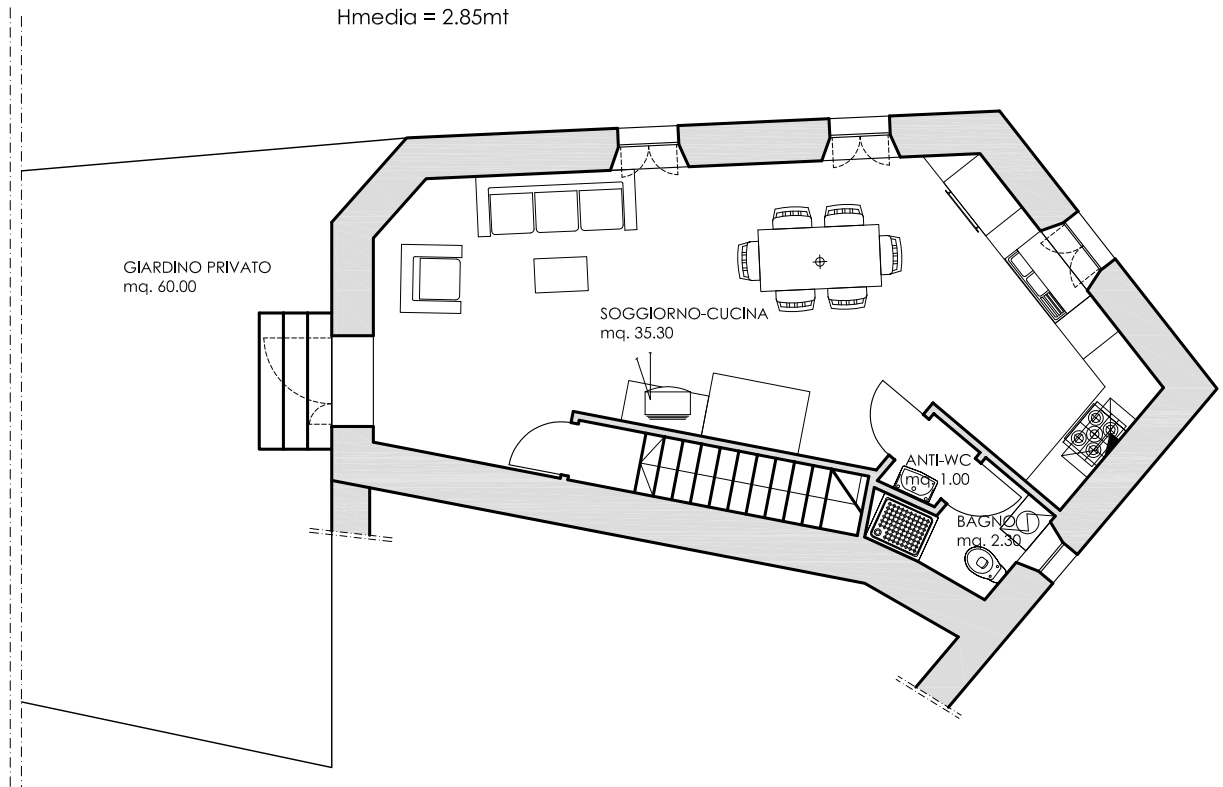 Hmedia = 2.85mt
GIARDINO PRIVATO
mq. 60.00
SOGGIORNO-CUCINA
mq. 35.30
ANTI-WC
mq. 1.00
BAGNO
mq. 2.30